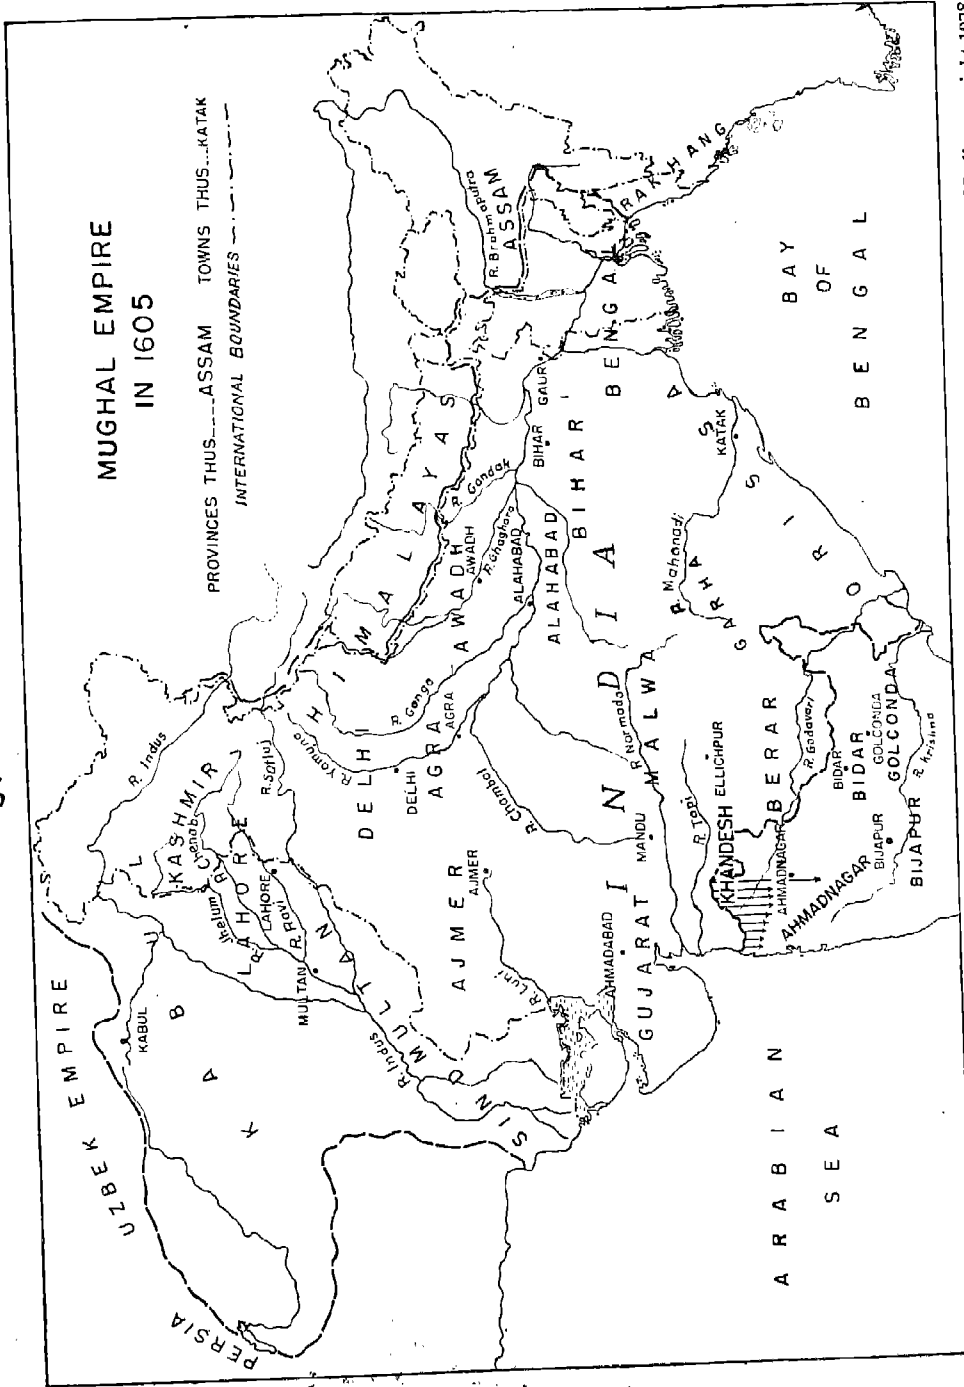 MUGHAL EMPIRE
IN 1605
PROVINCES THUS____ASSAM TOWNS THUS...KATAK
INTERNATIONAL BOUNDARIES
UZBEK EMPIRE
PERSIA
KABUL
KABUL
R. Indus
KASHMIR
R. Chanab
R. Jhelum
LAHORE
LAHORE
R. Ravi
R. Satluj
MULTAN
MULTAN
R. Indus
SIND
HIMALAYAS
R. Yamuna
R. Ganga
DELHI
DELHI
AGRA
AGRA
AJMER
AJMER
R. Luni
R. Chambal
AWADH
AWADH
R. Ghaghara
R. Gandak
ALAHABAD
ALAHABAD
BIHAR
BIHAR
GAUR
BENGAL
R. Brahmaputra
ASSAM
ARAKHANG
INDIA
AHMADABAD
GUJARAT
MANDU
MALWA
R. Narmada
R. Tapi
KHANDESH
ELLICHPUR
BERAR
GARHA
R. Mahanadi
KATAK
ORISSA
R. Godavari
AHMADNAGAR
AHMADNAGAR
BIDAR
BIDAR
GOLCONDA
GOLCONDA
BIJAPUR
BIJAPUR
R. Krishna
ARABIAN
SEA
BAY
OF
BENGAL